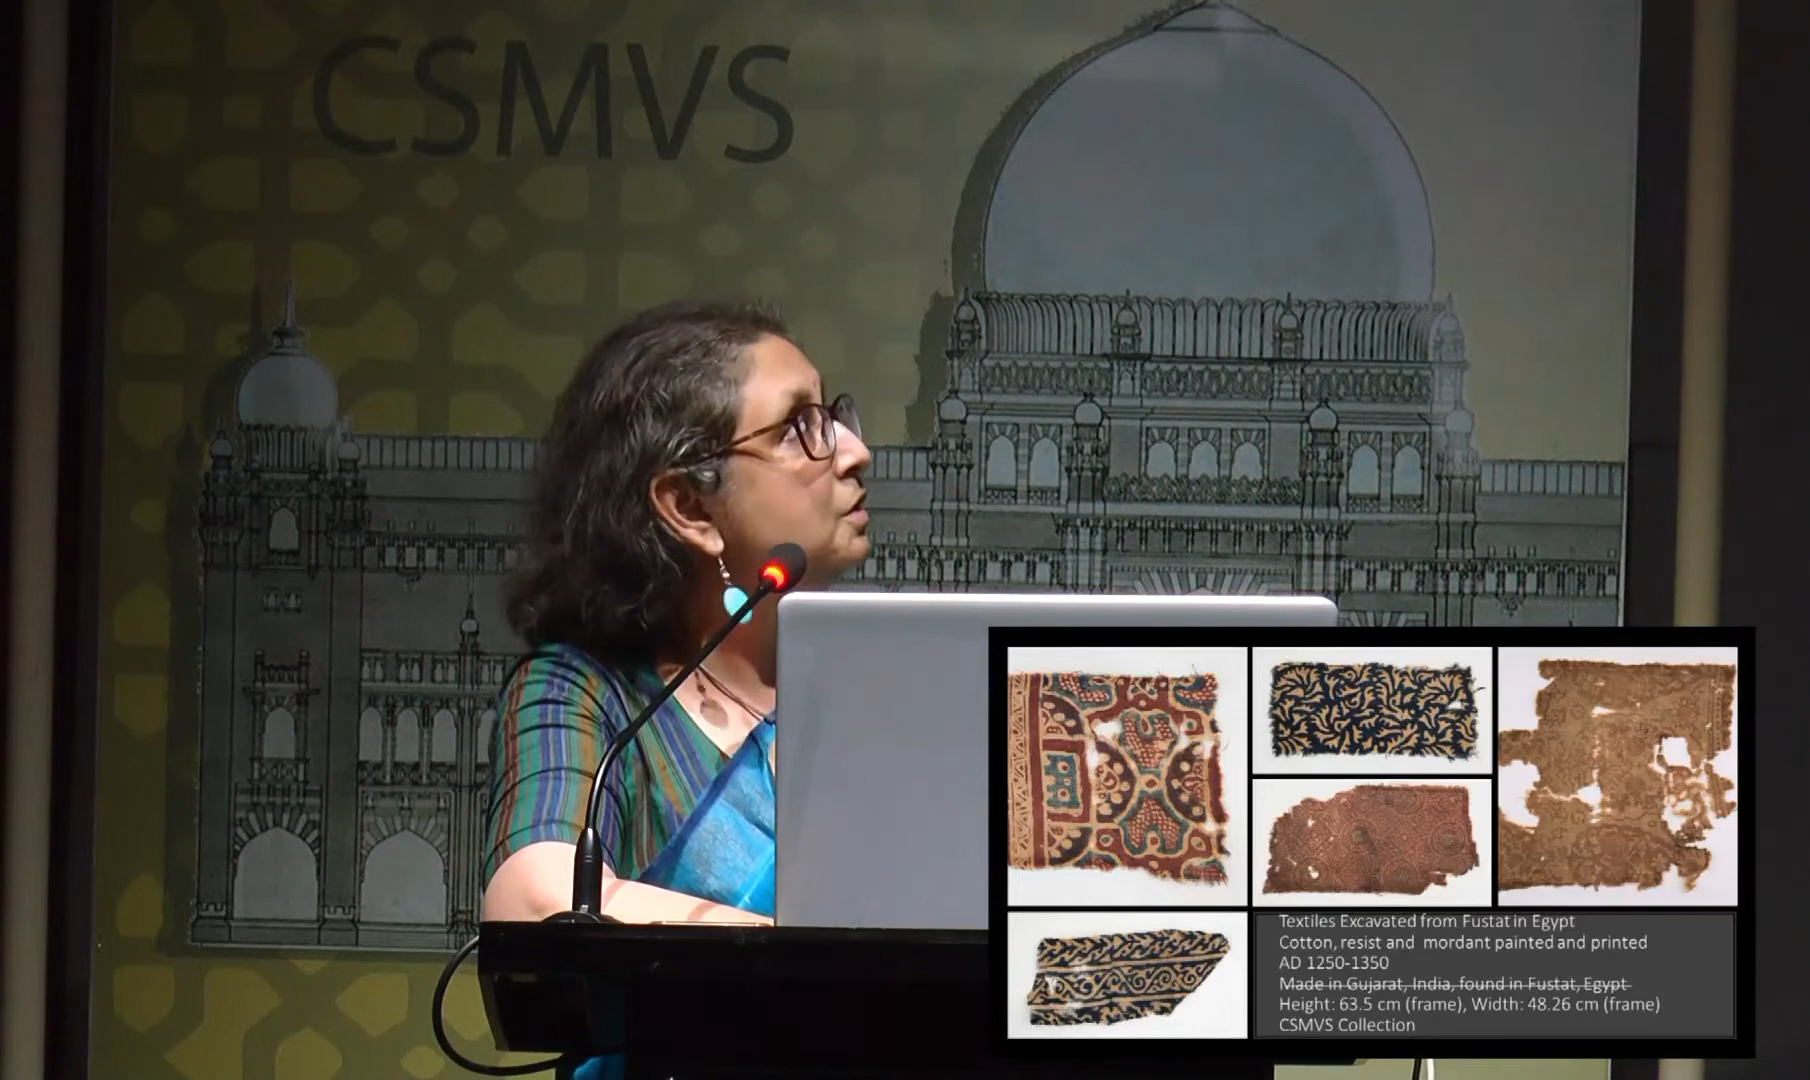 CSMVS
Textiles Excavated from Fustat in Egypt
Cotton, resist and mordant painted and printed
AD 1250-1350
Made in Gujarat, India, found in Fustat, Egypt
Height: 63.5 cm (frame), Width: 48.26 cm (frame)
CSMVS Collection